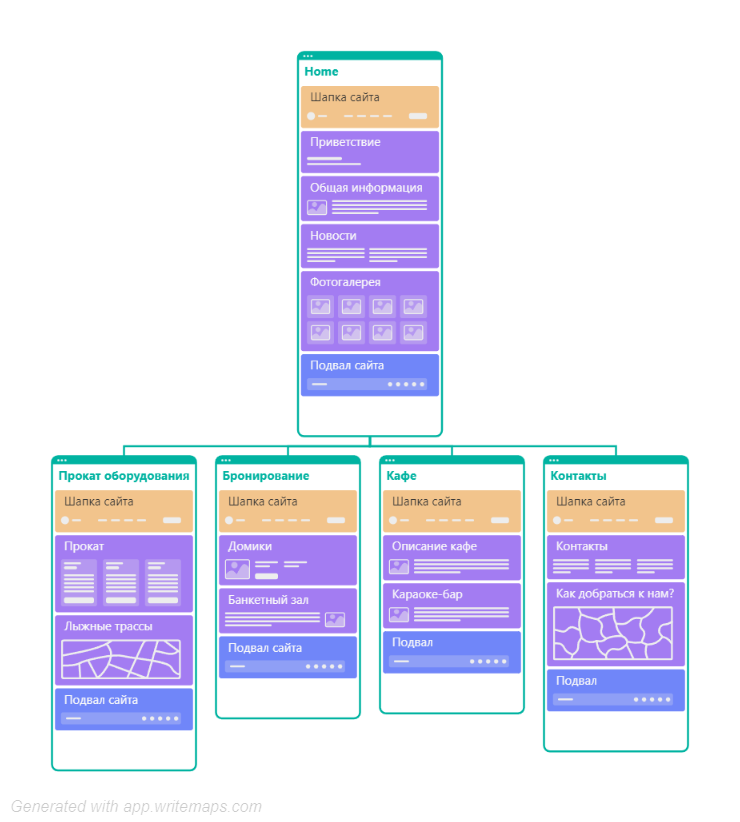 Home
Шапка сайта
Приветствие
Общая информация
Новости
Фотогалерея
Подвал сайта
Прокат оборудования
Шапка сайта
Прокат
Лыжные трассы
Подвал сайта
Бронирование
Шапка сайта
Домики
Банкетный зал
Подвал сайта
Кафе
Шапка сайта
Описание кафе
Караоке-бар
Подвал
Контакты
Шапка сайта
Контакты
Как добраться к нам?
Подвал
Generated with app.writemaps.com